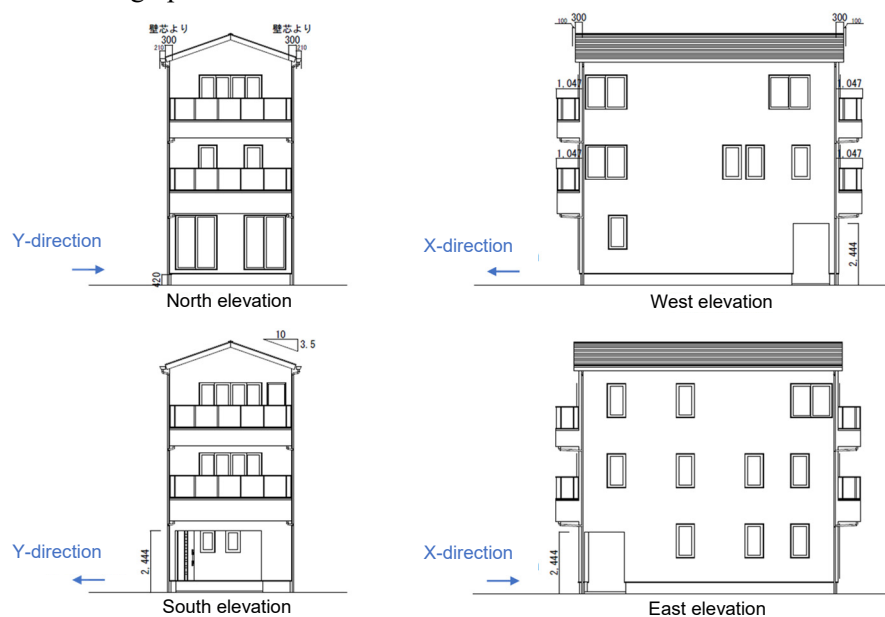 壁芯より
壁芯より
300
300
210
210
Y-direction
420
North elevation
100
300
300
100
1,047
1,047
1,047
1,047
X-direction
2,444
West elevation
10
3.5
Y-direction
2,444
South elevation
X-direction
2,444
East elevation